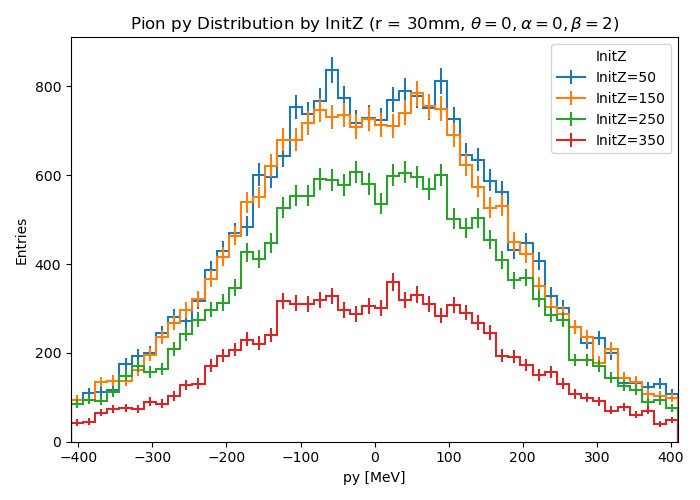 Pion py Distribution by InitZ (r = 30mm, θ = 0, α = 0, β = 2)
InitZ
InitZ=50
InitZ=150
InitZ=250
InitZ=350
Entries
800
600
400
200
0
−400 −300 −200 −100 0 100 200 300 400
py [MeV]